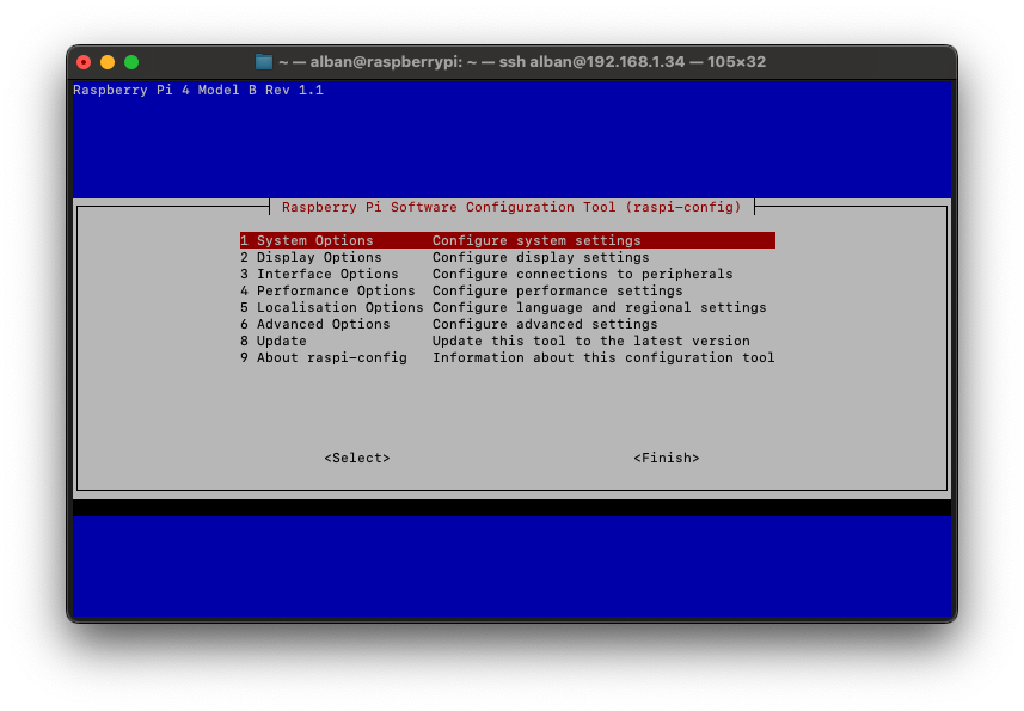 ~ — alban@raspberrypi: ~ — ssh alban@192.168.1.34 — 105×32
Raspberry Pi 4 Model B Rev 1.1
Raspberry Pi Software Configuration Tool (raspi-config)
1 System Options Configure system settings
2 Display Options Configure display settings
3 Interface Options Configure connections to peripherals
4 Performance Options Configure performance settings
5 Localisation Options Configure language and regional settings
6 Advanced Options Configure advanced settings
8 Update Update this tool to the latest version
9 About raspi-config Information about this configuration tool
<Select> <Finish>